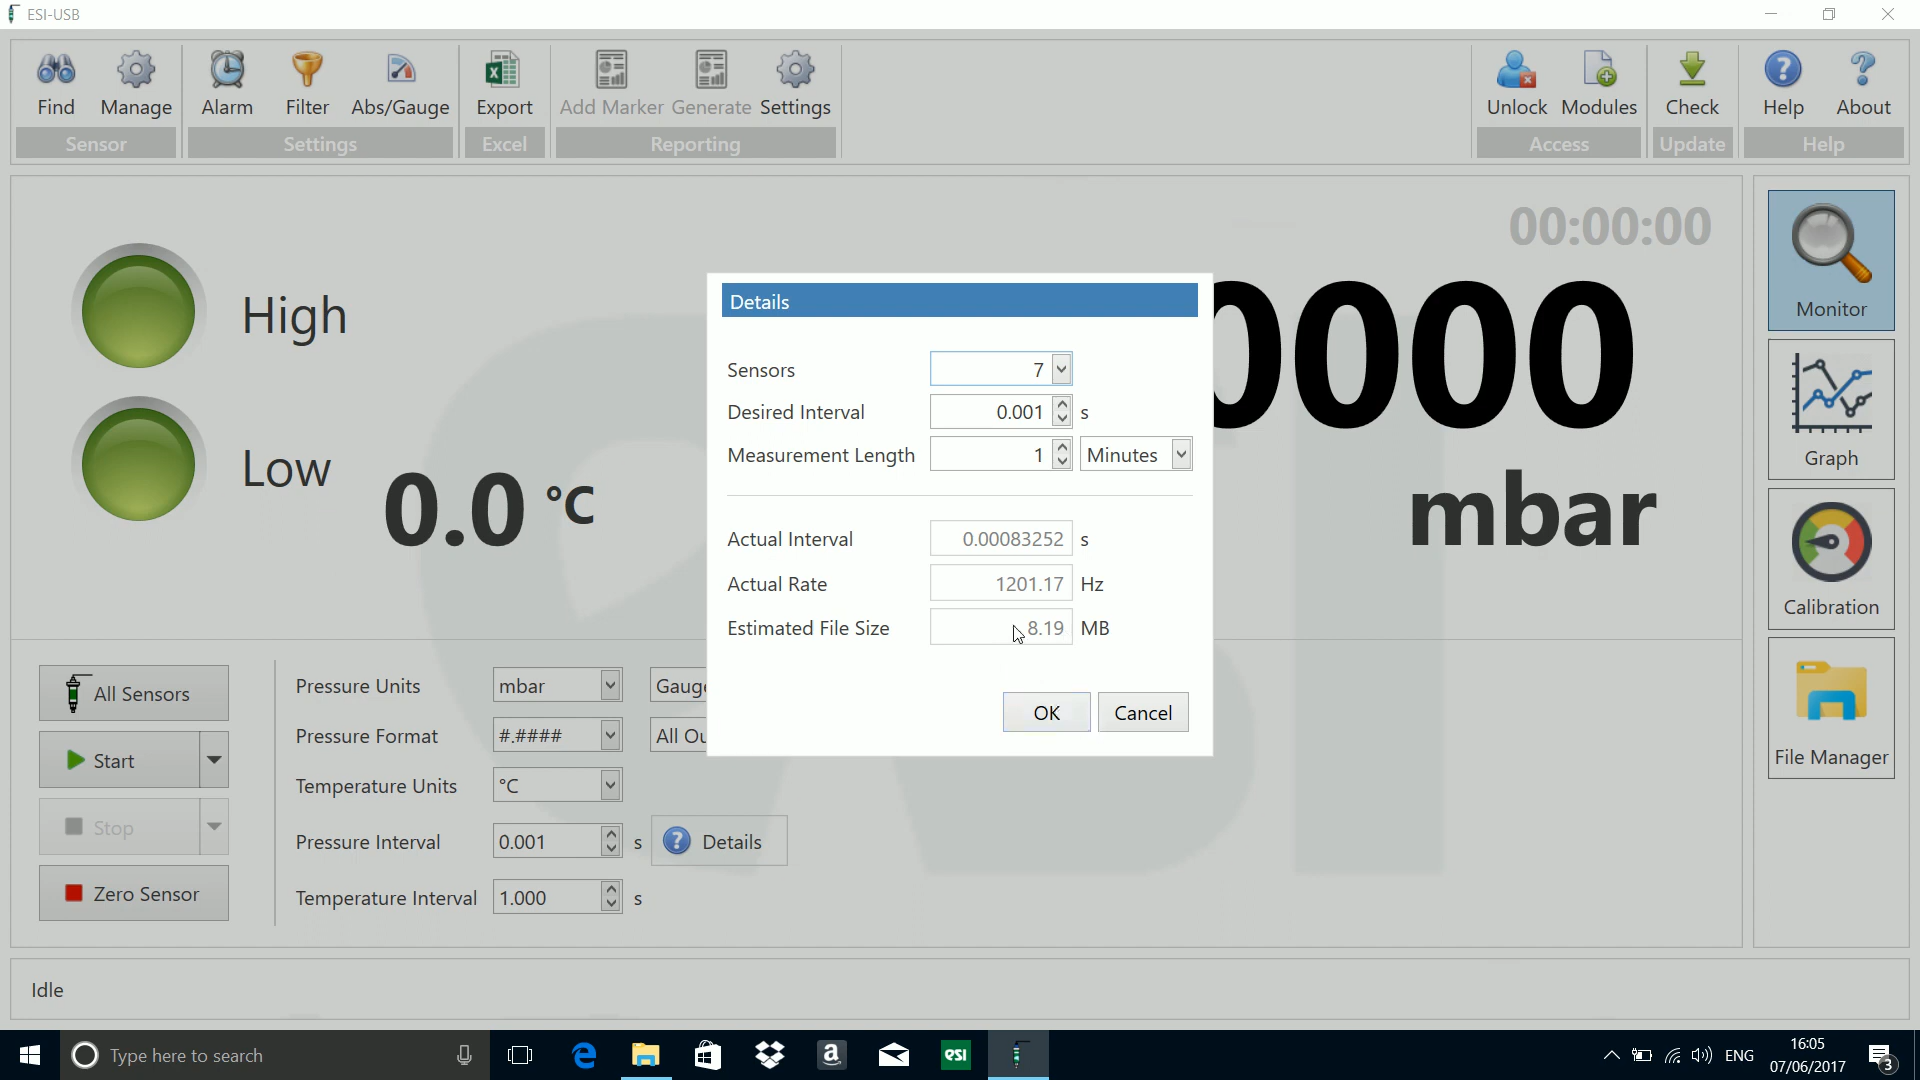 ESI-USB
Find Manage Alarm Filter Abs/Gauge Export Add Marker Generate Settings Unlock Modules Check Help About
Sensor Settings Excel Reporting Access Update Help
00:00:00
High
0000
Low
0.0 °C
mbar
Details
Sensors 7
Desired Interval 0.001 s
Measurement Length 1 Minutes
Actual Interval 0.00083252 s
Actual Rate 1201.17 Hz
Estimated File Size 8.19 MB
OK Cancel
Monitor
Graph
Calibration
File Manager
All Sensors
Start
Stop
Zero Sensor
Pressure Units mbar
Pressure Format #.####
Temperature Units °C
Pressure Interval 0.001 s Details
Temperature Interval 1.000 s
Idle
Type here to search
esi
ENG
16:05
07/06/2017
3